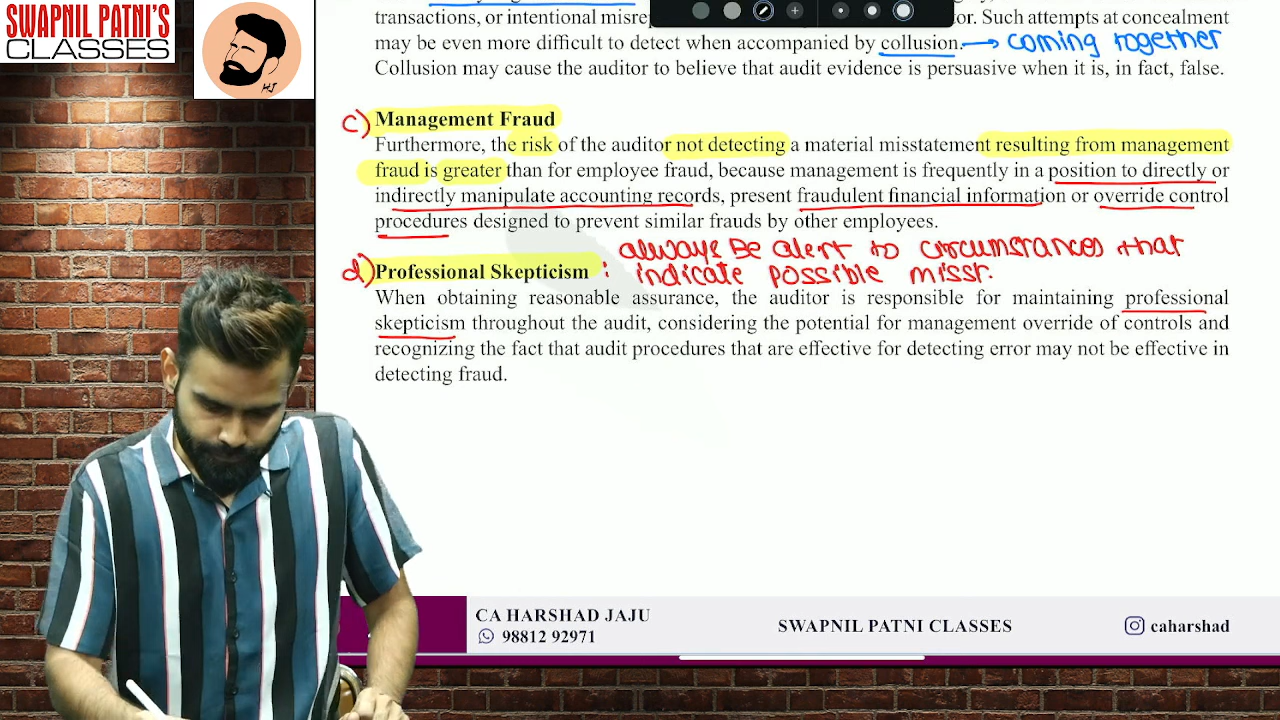 SWAPNIL PATNI'S
CLASSES
HJ
transactions, or intentional Such attempts at concealment
may be even more difficult to detect when accompanied by collusion. → coming together
Collusion may cause the auditor to believe that audit evidence is persuasive when it is, in fact, false.
c) Management Fraud
Furthermore, the risk of the auditor not detecting a material misstatement resulting from management
fraud is greater than for employee fraud, because management is frequently in a position to directly or
indirectly manipulate accounting records, present fraudulent financial information or override control
procedures designed to prevent similar frauds by other employees.
always be alert to circumstances that
d) Professional Skepticism : indicate possible misst.
When obtaining reasonable assurance, the auditor is responsible for maintaining professional
skepticism throughout the audit, considering the potential for management override of controls and
recognizing the fact that audit procedures that are effective for detecting error may not be effective in
detecting fraud.
CA HARSHAD JAJU
98812 92971
SWAPNIL PATNI CLASSES
caharshad